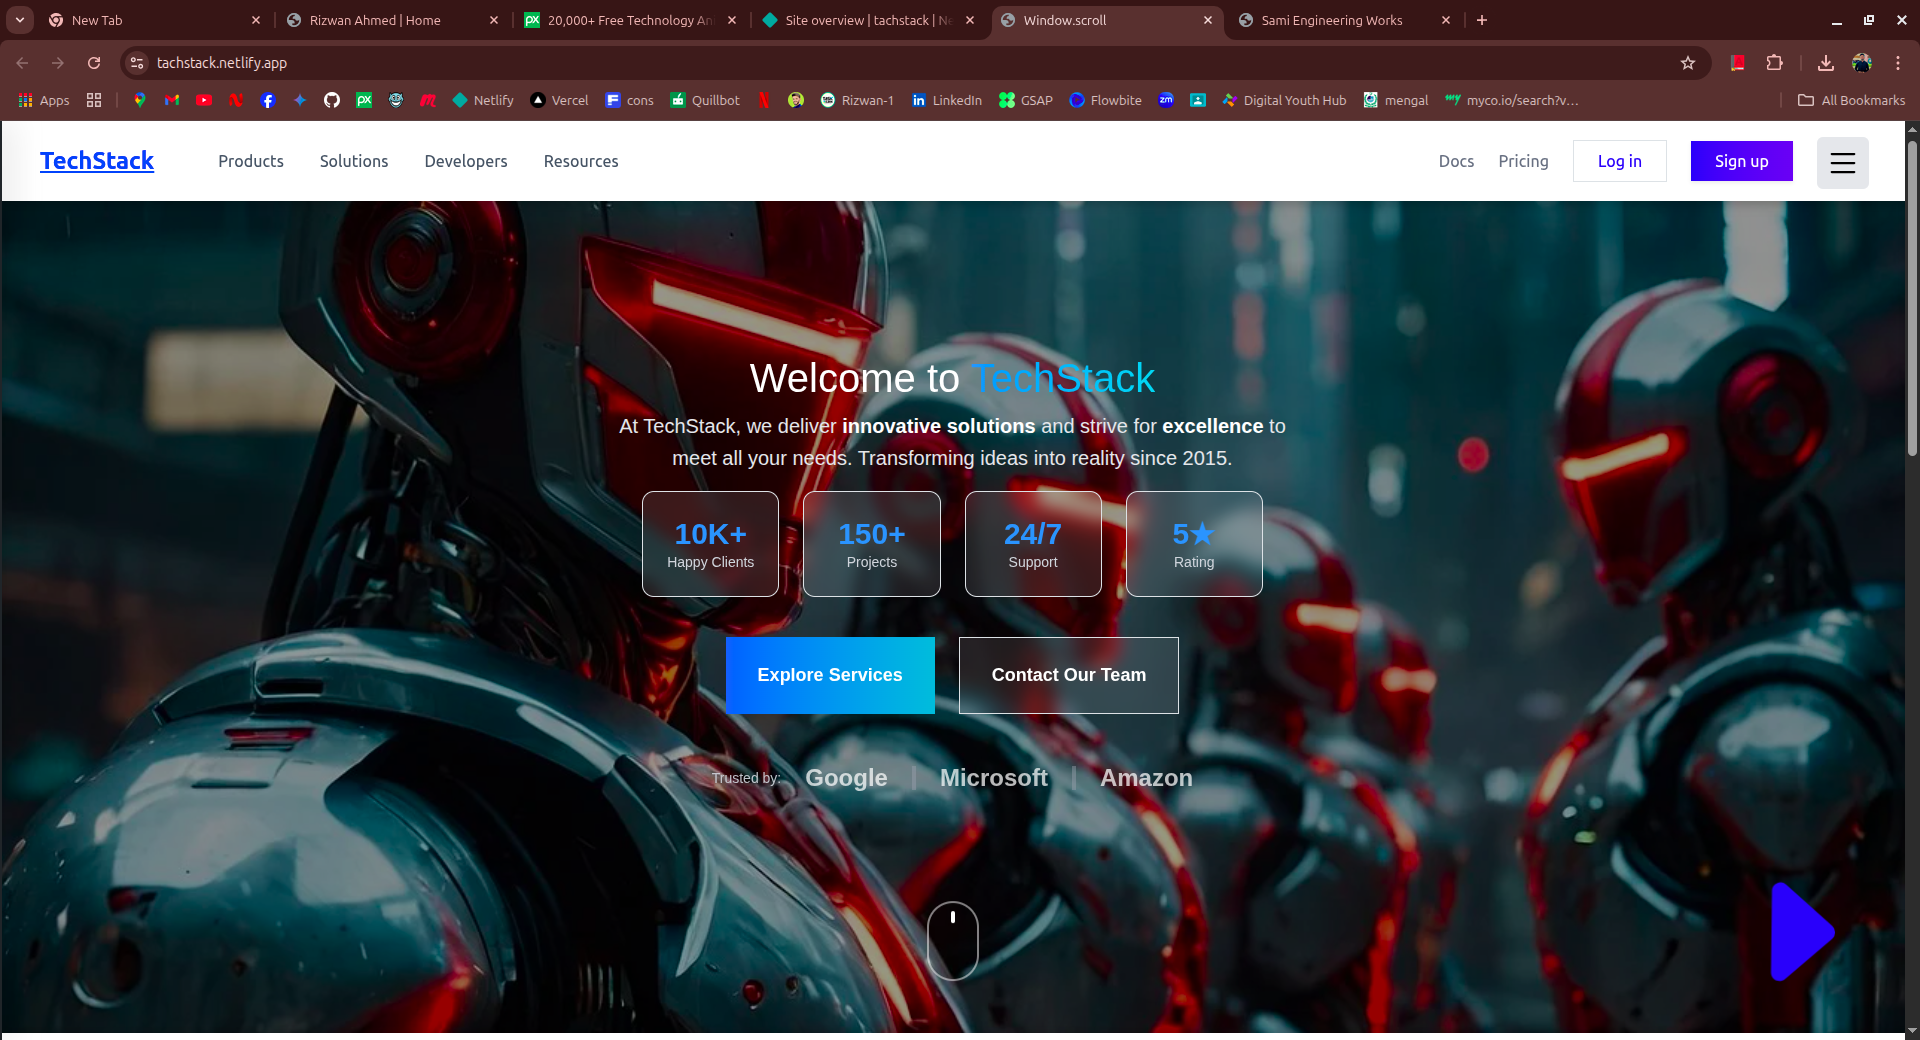 New Tab
Rizwan Ahmed | Home
20,000+ Free Technology An
Site overview | tachstack | Ne
Window.scroll
Sami Engineering Works
tachstack.netlify.app
Apps
Netlify
Vercel
cons
Quillbot
Rizwan-1
LinkedIn
GSAP
Flowbite
Digital Youth Hub
mengal
myco.io/search?v...
All Bookmarks
TechStack
Products
Solutions
Developers
Resources
Docs
Pricing
Log in
Sign up
Welcome to TechStack
At TechStack, we deliver innovative solutions and strive for excellence to
meet all your needs. Transforming ideas into reality since 2015.
10K+
Happy Clients
150+
Projects
24/7
Support
5★
Rating
Explore Services
Contact Our Team
Trusted by: Google | Microsoft | Amazon